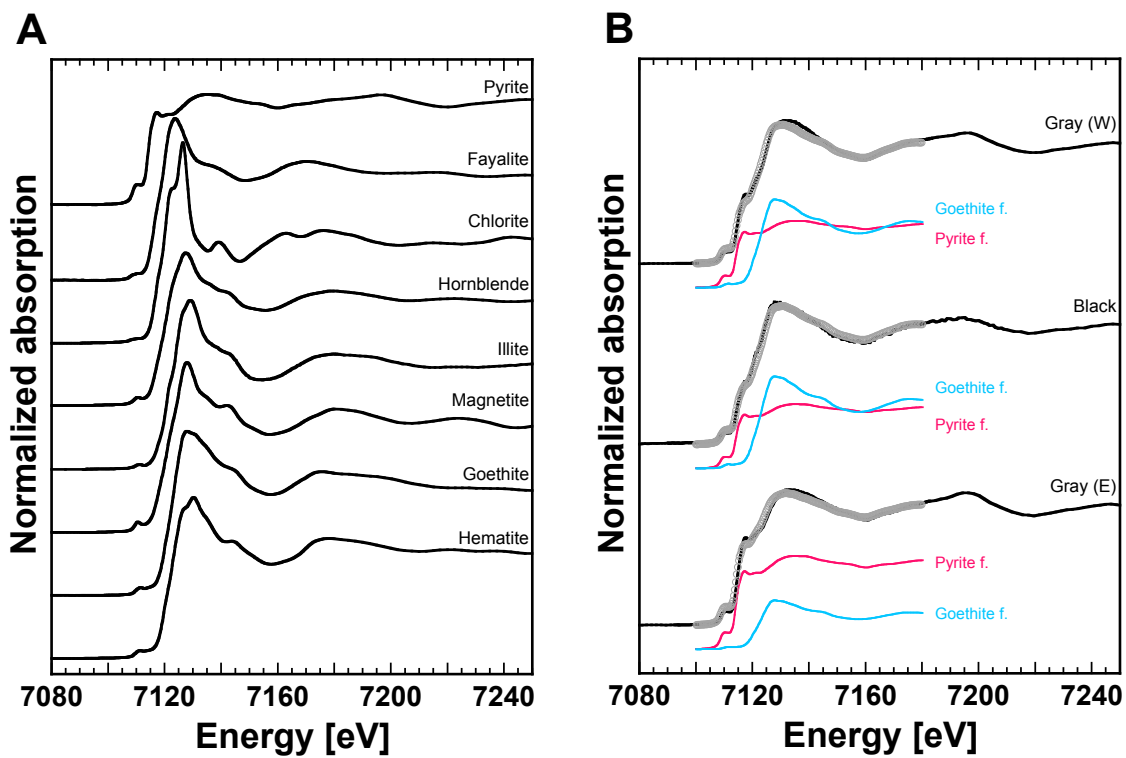 A
Normalized absorption
Pyrite
Fayalite
Chlorite
Hornblende
Illite
Magnetite
Goethite
Hematite
7080 7120 7160 7200 7240
Energy [eV]
B
Normalized absorption
Gray (W)
Goethite f.
Pyrite f.
Black
Goethite f.
Pyrite f.
Gray (E)
Pyrite f.
Goethite f.
7080 7120 7160 7200 7240
Energy [eV]